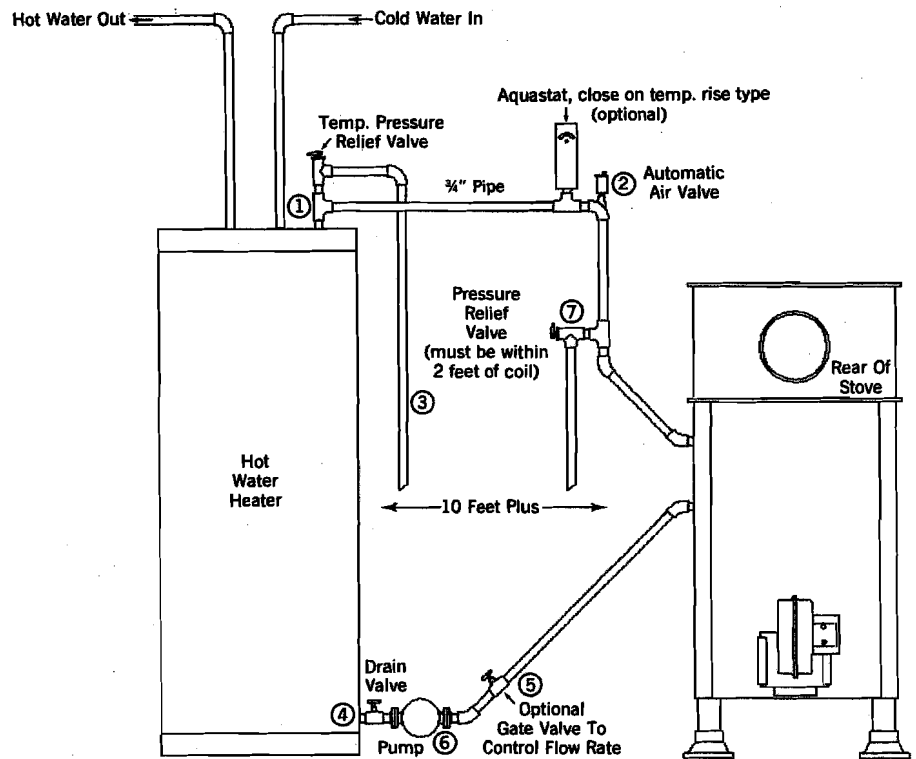 Hot Water Out
Cold Water In
Aquastat, close on temp. rise type
(optional)
Temp. Pressure
Relief Valve
② Automatic
Air Valve
¾" Pipe
①
Pressure
Relief
Valve
(must be within
2 feet of coil)
⑦
Rear Of
Stove
③
Hot
Water
Heater
10 Feet Plus
Drain
Valve
④
⑤
Optional
Gate Valve To
Control Flow Rate
Pump
⑥